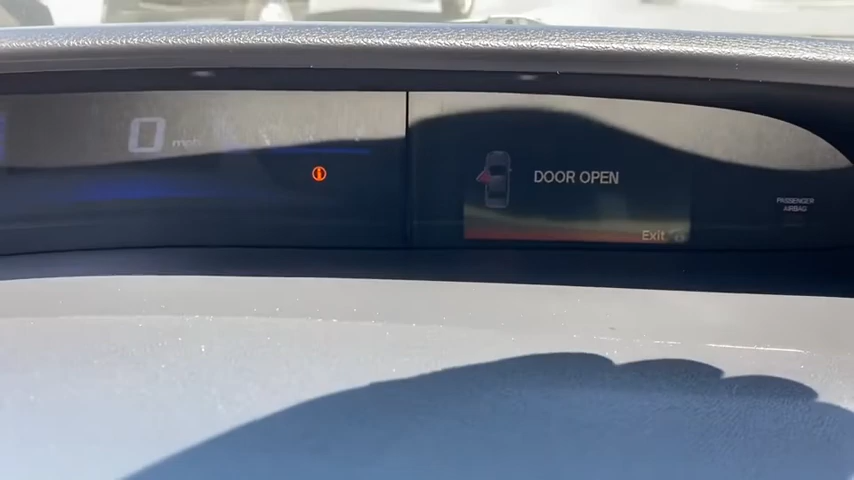 0 mph
DOOR OPEN
PASSENGER
AIRBAG
Exit